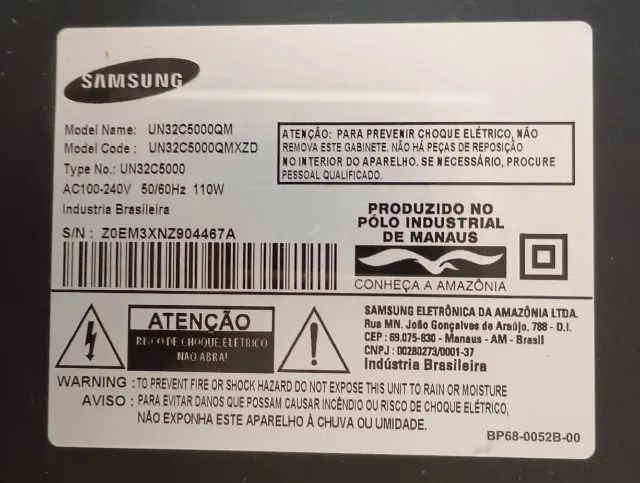 SAMSUNG
Model Name: UN32C5000QM
Model Code : UN32C5000QMXZD
Type No.: UN32C5000
AC100-240V 50/60Hz 110W
Industria Brasileira
S/N : Z0EM3XNZ904467A
ATENÇÃO: PARA PREVENIR CHOQUE ELÉTRICO, NÃO
REMOVA ESTE GABINETE. NÃO HÁ PEÇAS DE REPOSIÇÃO
NO INTERIOR DO APARELHO. SE NECESSÁRIO, PROCURE
PESSOAL QUALIFICADO.
PRODUZIDO NO
PÓLO INDUSTRIAL
DE MANAUS
CONHEÇA A AMAZÔNIA
ATENÇÃO
RISCO DE CHOQUE ELÉTRICO
NÃO ABRA!
SAMSUNG ELETRÔNICA DA AMAZÔNIA LTDA.
Rua MN. João Gonçalves de Araújo, 788 - D.I.
CEP : 69.075-830 - Manaus - AM - Brasil
CNPJ : 00280273/0001-37
Indústria Brasileira
WARNING : TO PREVENT FIRE OR SHOCK HAZARD DO NOT EXPOSE THIS UNIT TO RAIN OR MOISTURE
AVISO : PARA EVITAR DANOS QUE POSSAM CAUSAR INCÊNDIO OU RISCO DE CHOQUE ELÉTRICO,
NÃO EXPONHA ESTE APARELHO À CHUVA OU UMIDADE.
BP68-0052B-00